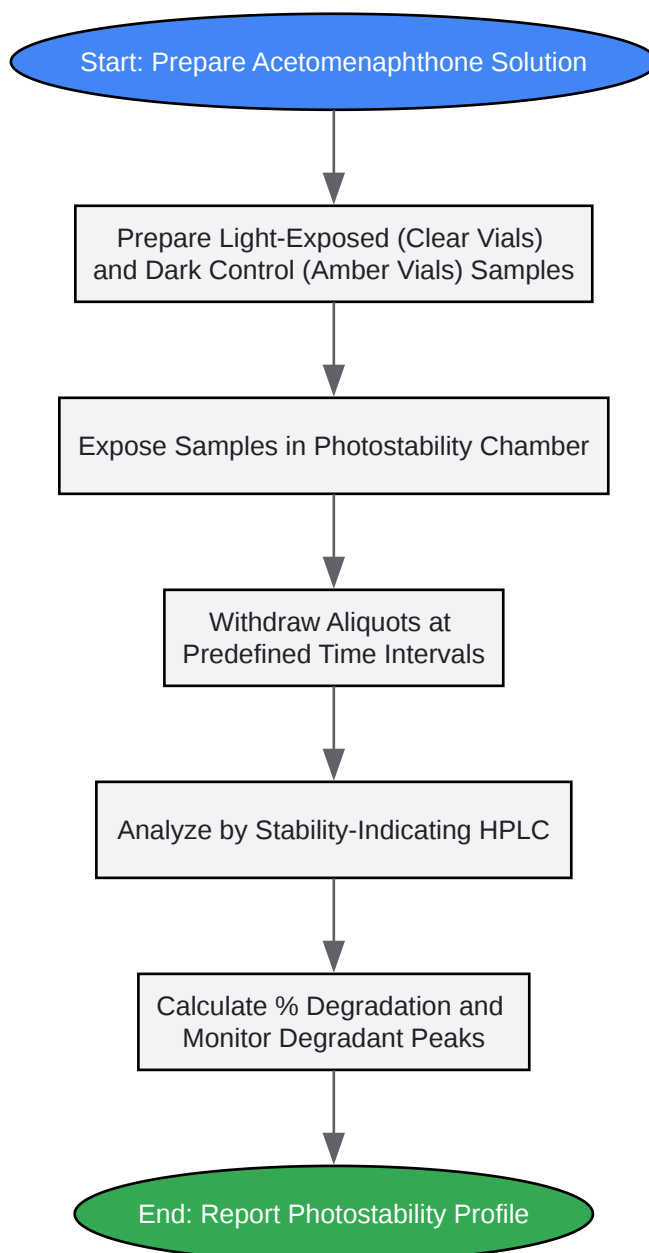 Start: Prepare Acetomenaphthone Solution
Prepare Light-Exposed (Clear Vials)
and Dark Control (Amber Vials) Samples
Expose Samples in Photostability Chamber
Withdraw Aliquots at
Predefined Time Intervals
Analyze by Stability-Indicating HPLC
Calculate % Degradation and
Monitor Degradant Peaks
End: Report Photostability Profile